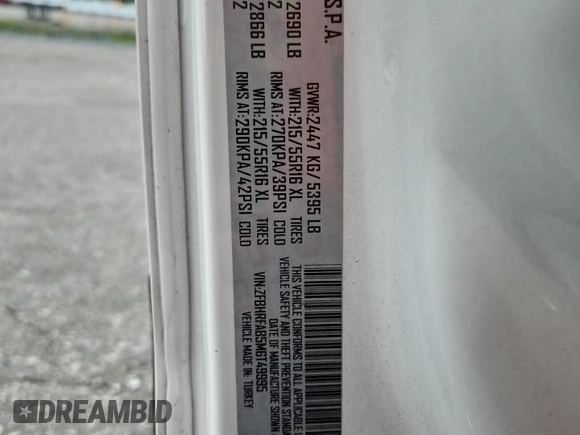 S.P.A.
GVWR:2447 KG/ 5395 LB
2690 LB WITH:215/55R16 XL TIRES
2 RIMS AT:270KPA/39PSI COLD
2866 LB WITH:215/55R16 XL TIRES
2 RIMS AT:290KPA/42PSI COLD
THIS VEHICLE CONFORMS TO ALL APPLICABLE
VEHICLE SAFETY AND THEFT PREVENTION STANDA
DATE OF MANUFACTURE SHOWN
VIN:ZFBHRFAB5M6T49995
VEHICLE MADE IN: TURKEY
DREAMBID